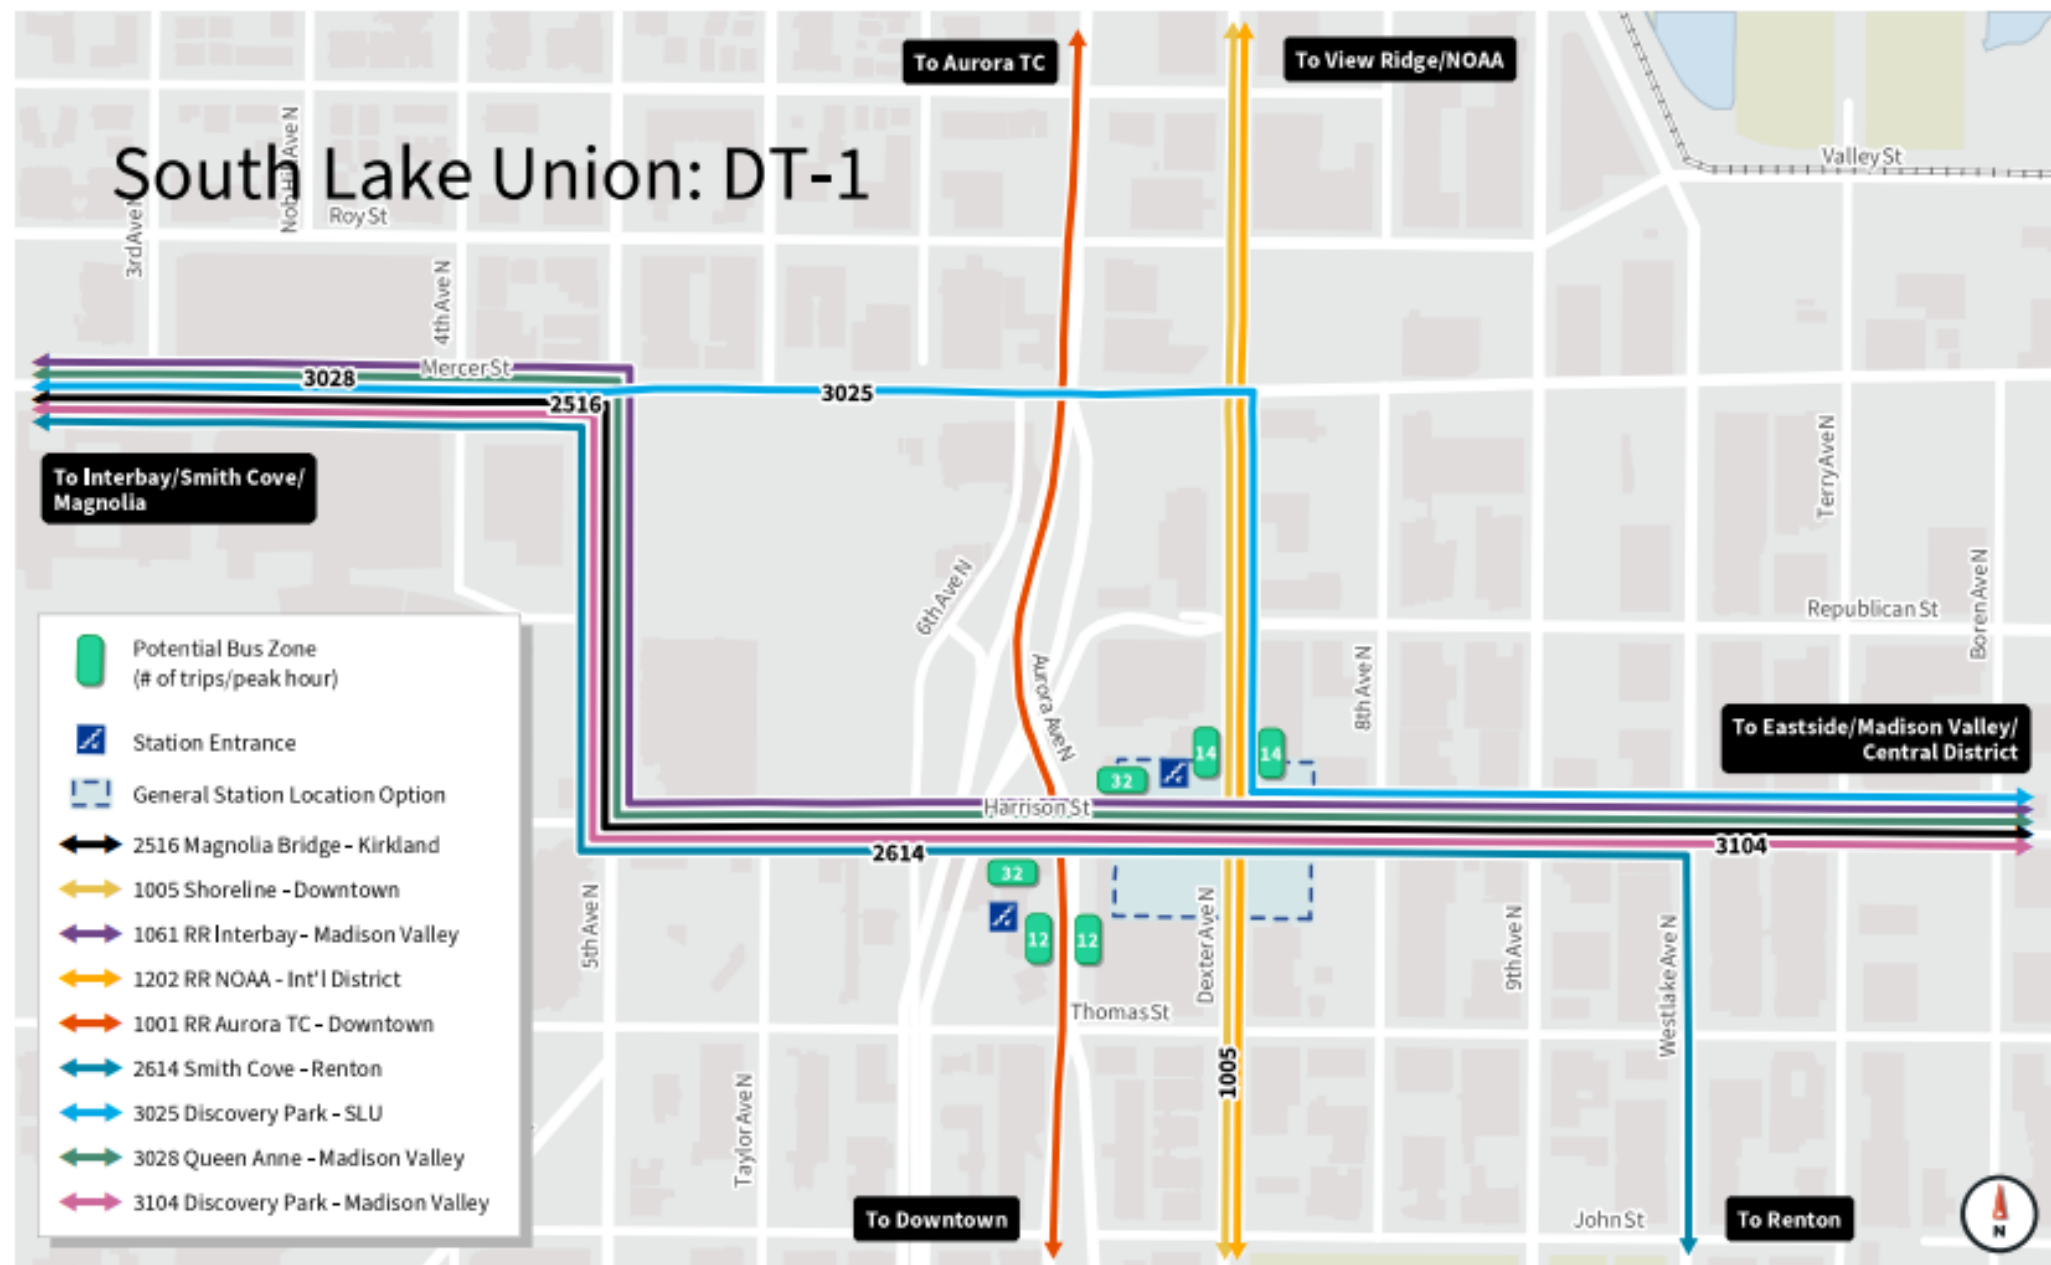 To Aurora TC
To View Ridge/NOAA
South Lake Union: DT-1
Valley St
Nob Hill Ave N
3rd Ave N
Roy St
4th Ave N
Mercer St
3028
2516
3025
To Interbay/Smith Cove/
Magnolia
Terry Ave N
6th Ave N
Republican St
Boren Ave N
Aurora Ave N
8th Ave N
Potential Bus Zone
(# of trips/peak hour)
Station Entrance
General Station Location Option
2516 Magnolia Bridge - Kirkland
1005 Shoreline - Downtown
1061 RR Interbay - Madison Valley
1202 RR NOAA - Int'l District
1001 RR Aurora TC - Downtown
2614 Smith Cove - Renton
3025 Discovery Park - SLU
3028 Queen Anne - Madison Valley
3104 Discovery Park - Madison Valley
To Eastside/Madison Valley/
Central District
14
14
32
Harrison St
2614
3104
32
12
12
5th Ave N
Dexter Ave N
9th Ave N
Westlake Ave N
Thomas St
1005
Taylor Ave N
To Downtown
John St
To Renton
N